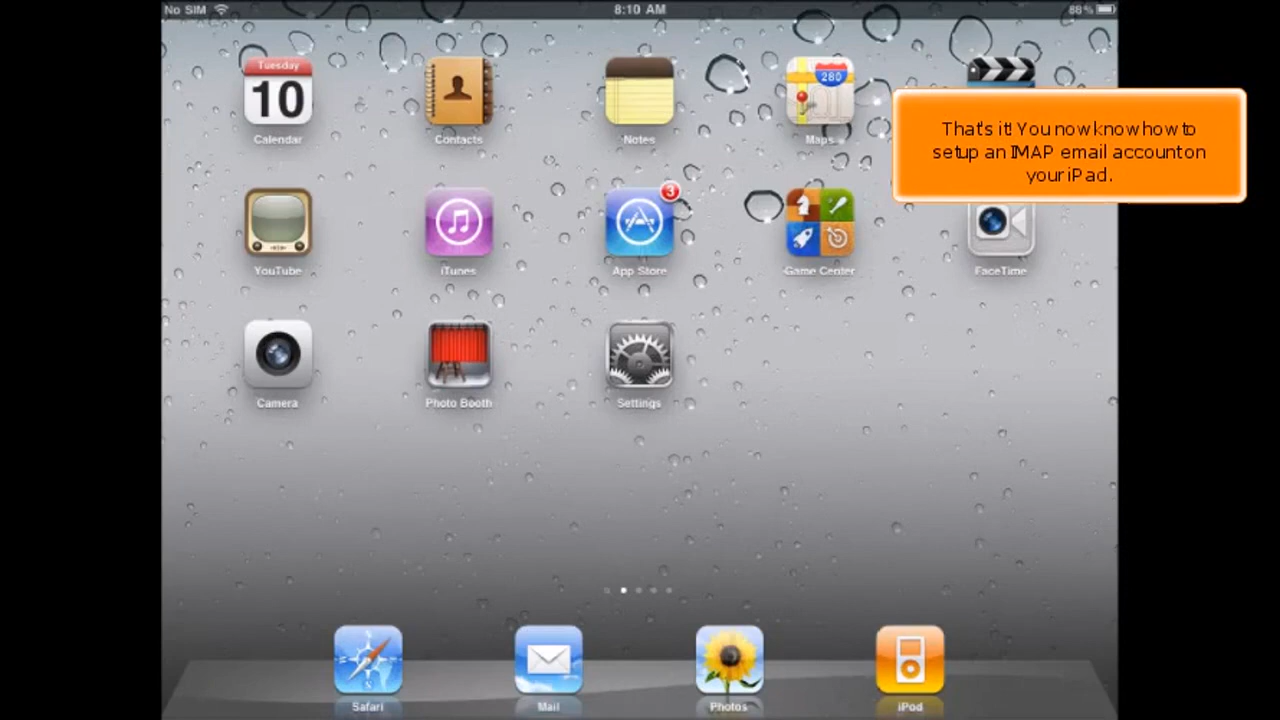 No SIM 8:10 AM 88%
Tuesday
10
280
Calendar Contacts Notes Maps
That's it! You now know how to
setup an IMAP email account on
your iPad.
3
YouTube iTunes App Store Game Center FaceTime
Camera Photo Booth Settings
Safari Mail Photos iPod